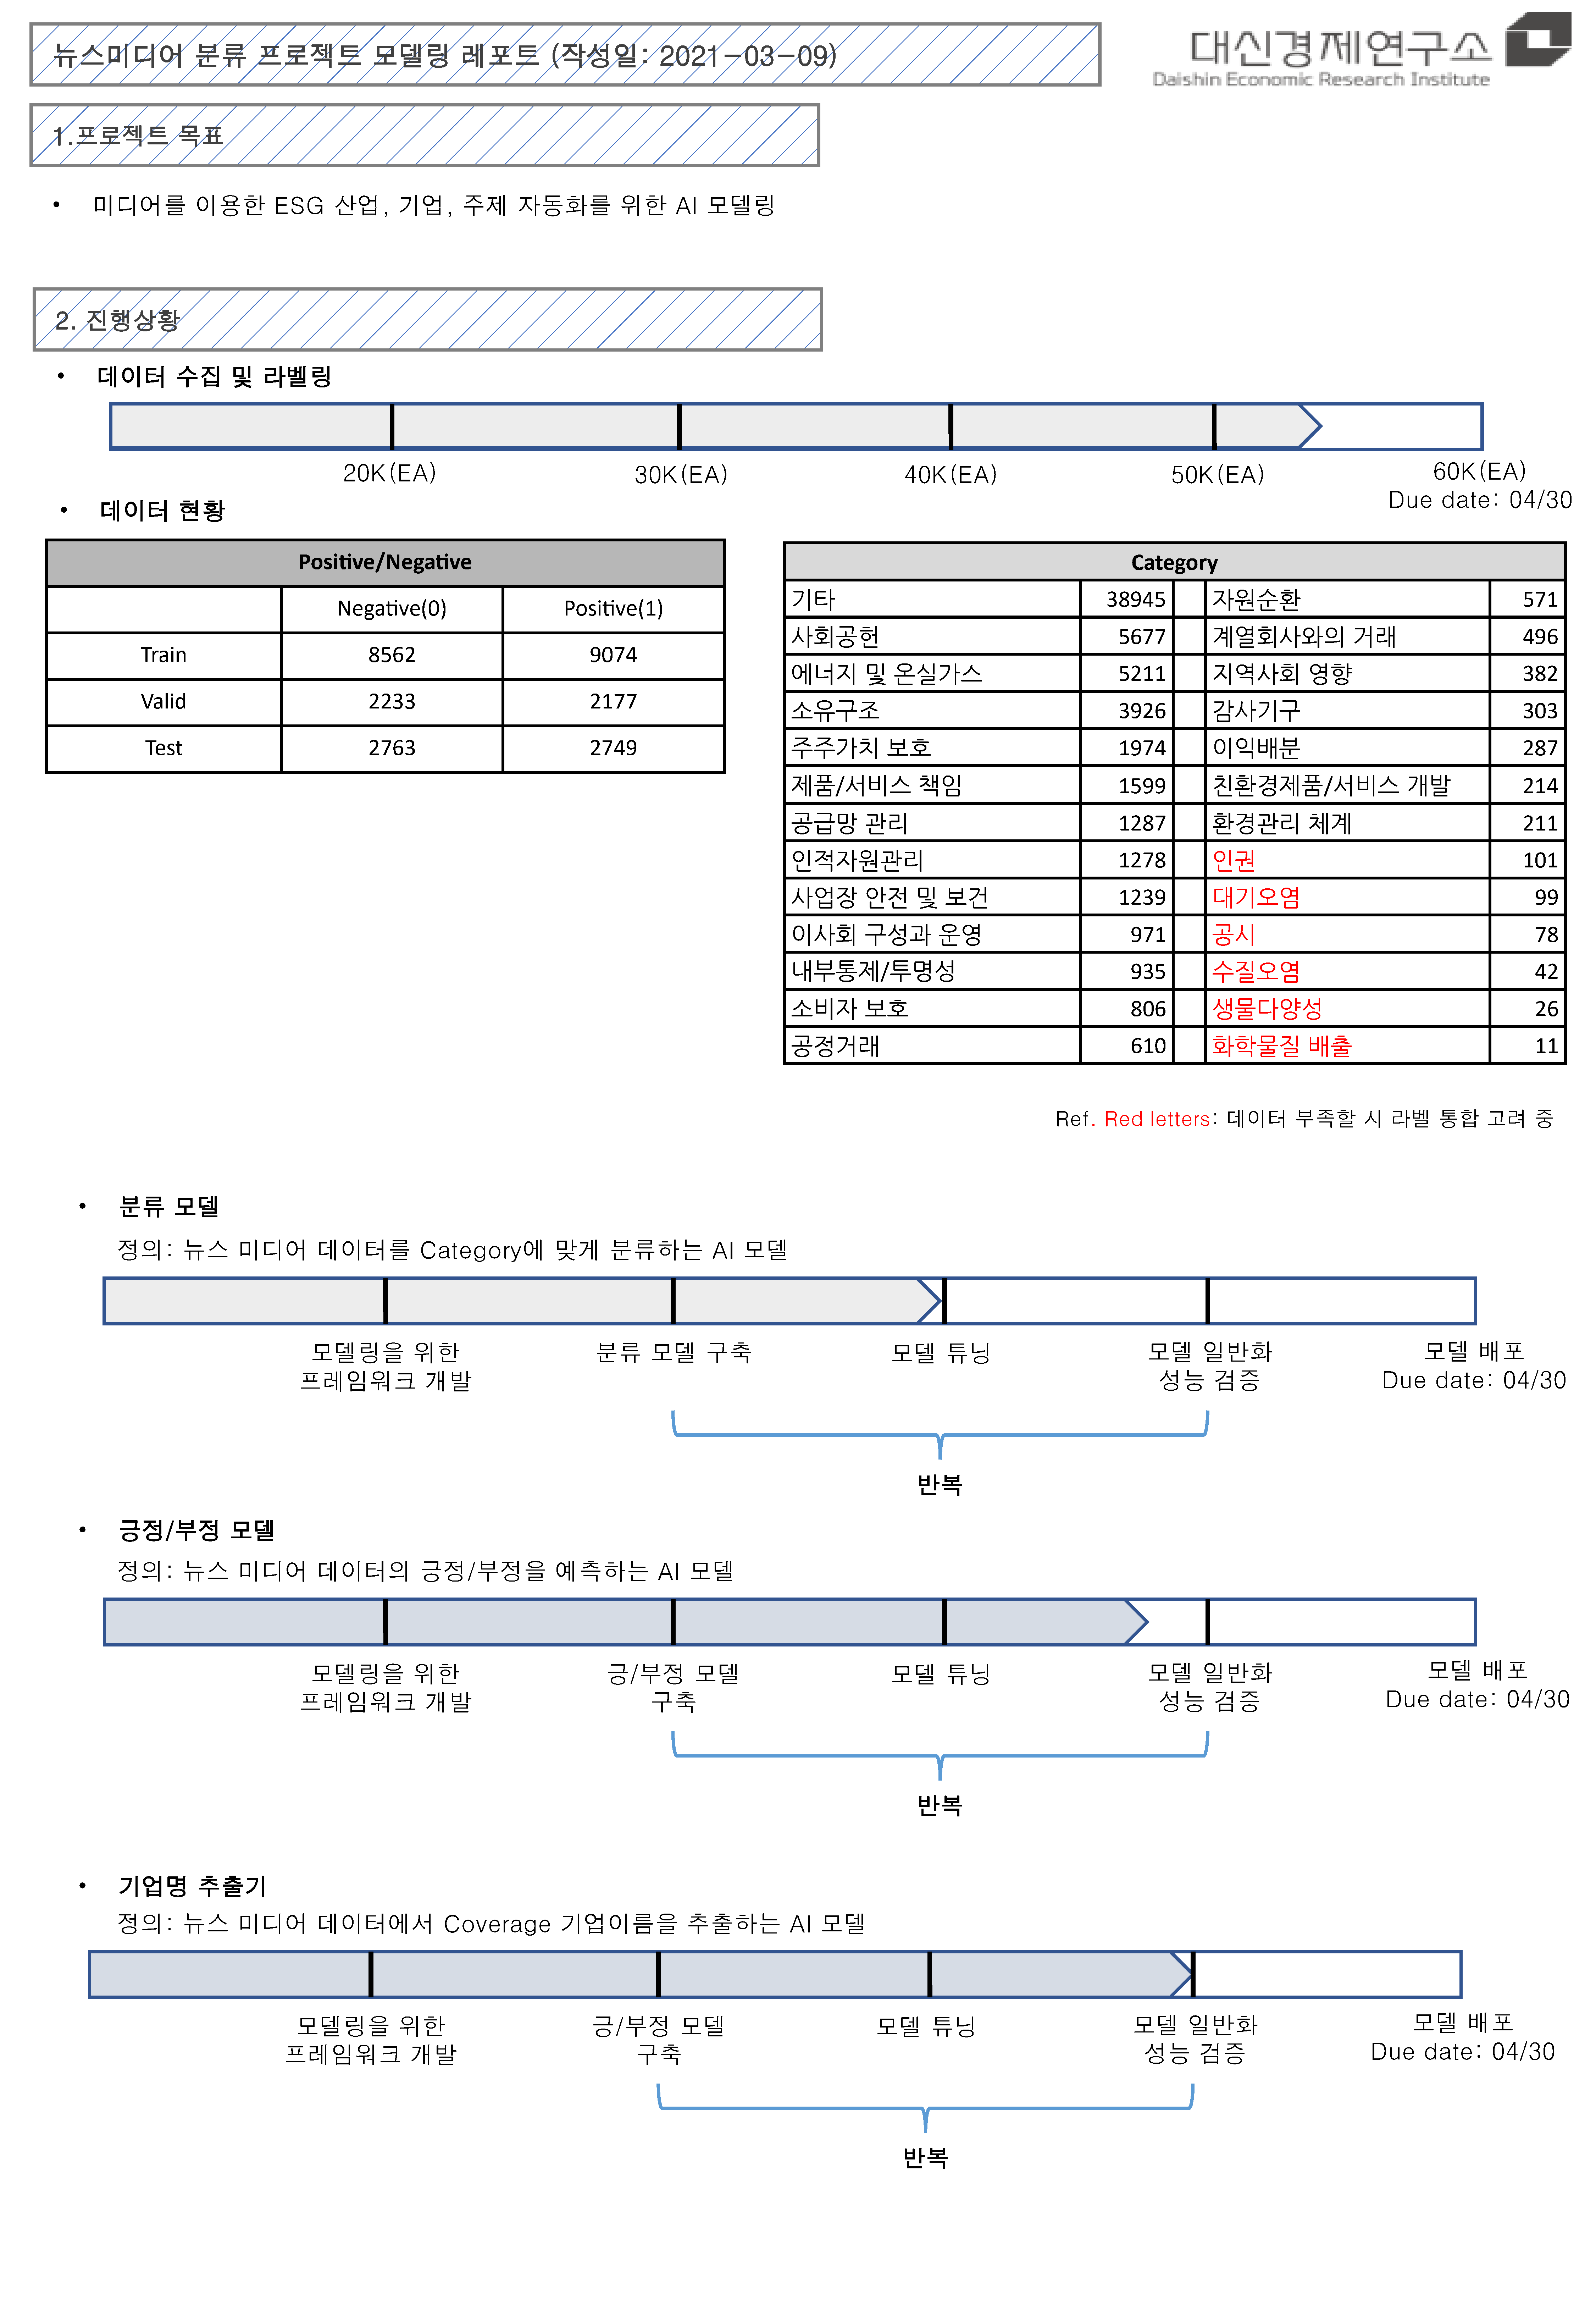 뉴스미디어 분류 프로젝트 모델링 레포트 (작성일: 2021-03-09)
대신경제연구소
Daishin Economic Research Institute
1.프로젝트 목표
• 미디어를 이용한 ESG 산업, 기업, 주제 자동화를 위한 AI 모델링
2. 진행상황
• 데이터 수집 및 라벨링
20K(EA) 30K(EA) 40K(EA) 50K(EA) 60K(EA)
Due date: 04/30
• 데이터 현황
Positive/Negative
Negative(0) Positive(1)
Train 8562 9074
Valid 2233 2177
Test 2763 2749
Category
기타 38945 자원순환 571
사회공헌 5677 계열회사와의 거래 496
에너지 및 온실가스 5211 지역사회 영향 382
소유구조 3926 감사기구 303
주주가치 보호 1974 이익배분 287
제품/서비스 책임 1599 친환경제품/서비스 개발 214
공급망 관리 1287 환경관리 체계 211
인적자원관리 1278 인권 101
사업장 안전 및 보건 1239 대기오염 99
이사회 구성과 운영 971 공시 78
내부통제/투명성 935 수질오염 42
소비자 보호 806 생물다양성 26
공정거래 610 화학물질 배출 11
Ref. Red letters: 데이터 부족할 시 라벨 통합 고려 중
• 분류 모델
정의: 뉴스 미디어 데이터를 Category에 맞게 분류하는 AI 모델
모델링을 위한 분류 모델 구축 모델 튜닝 모델 일반화 모델 배포
프레임워크 개발 성능 검증 Due date: 04/30
반복
• 긍정/부정 모델
정의: 뉴스 미디어 데이터의 긍정/부정을 예측하는 AI 모델
모델링을 위한 긍/부정 모델 모델 튜닝 모델 일반화 모델 배포
프레임워크 개발 구축 성능 검증 Due date: 04/30
반복
• 기업명 추출기
정의: 뉴스 미디어 데이터에서 Coverage 기업이름을 추출하는 AI 모델
모델링을 위한 긍/부정 모델 모델 튜닝 모델 일반화 모델 배포
프레임워크 개발 구축 성능 검증 Due date: 04/30
반복